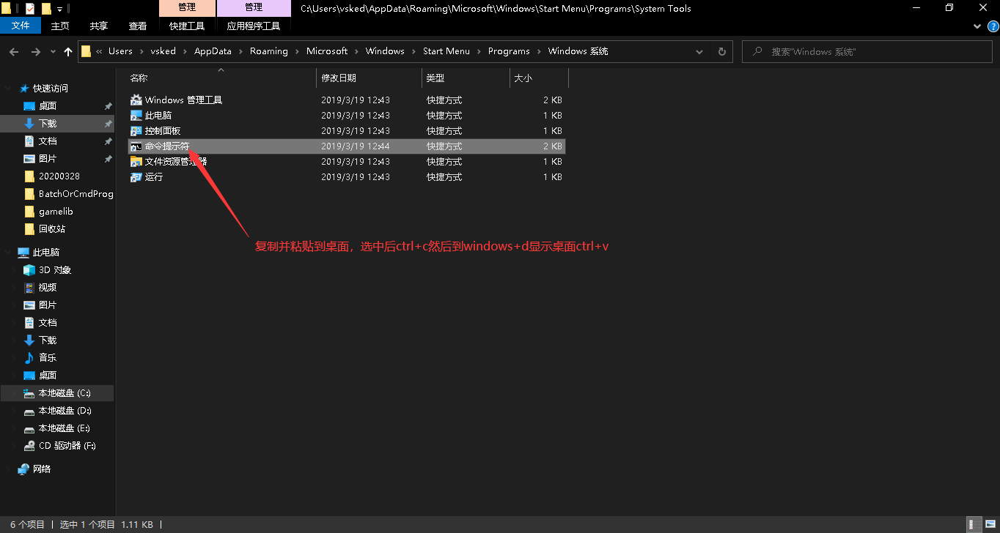 管理
管理
C:\Users\vsked\AppData\Roaming\Microsoft\Windows\Start Menu\Programs\System Tools
文件
主页
共享
查看
快捷工具
应用程序工具
« Users › vsked › AppData › Roaming › Microsoft › Windows › Start Menu › Programs › Windows 系统
搜索"Windows 系统"
名称 修改日期 类型 大小
Windows 管理工具 2019/3/19 12:43 快捷方式 2 KB
此电脑 2019/3/19 12:43 快捷方式 1 KB
控制面板 2019/3/19 12:43 快捷方式 1 KB
命令提示符 2019/3/19 12:44 快捷方式 2 KB
文件资源管理器 2019/3/19 12:43 快捷方式 1 KB
运行 2019/3/19 12:43 快捷方式 1 KB
复制并粘贴到桌面，选中后ctrl+c然后到windows+d显示桌面ctrl+v
快速访问
桌面
下载
文档
图片
20200328
BatchOrCmdProg
gamelib
回收站
此电脑
3D 对象
视频
图片
文档
下载
音乐
桌面
本地磁盘 (C:)
本地磁盘 (D:)
本地磁盘 (E:)
CD 驱动器 (F:)
网络
6 个项目 | 选中 1 个项目 1.11 KB |